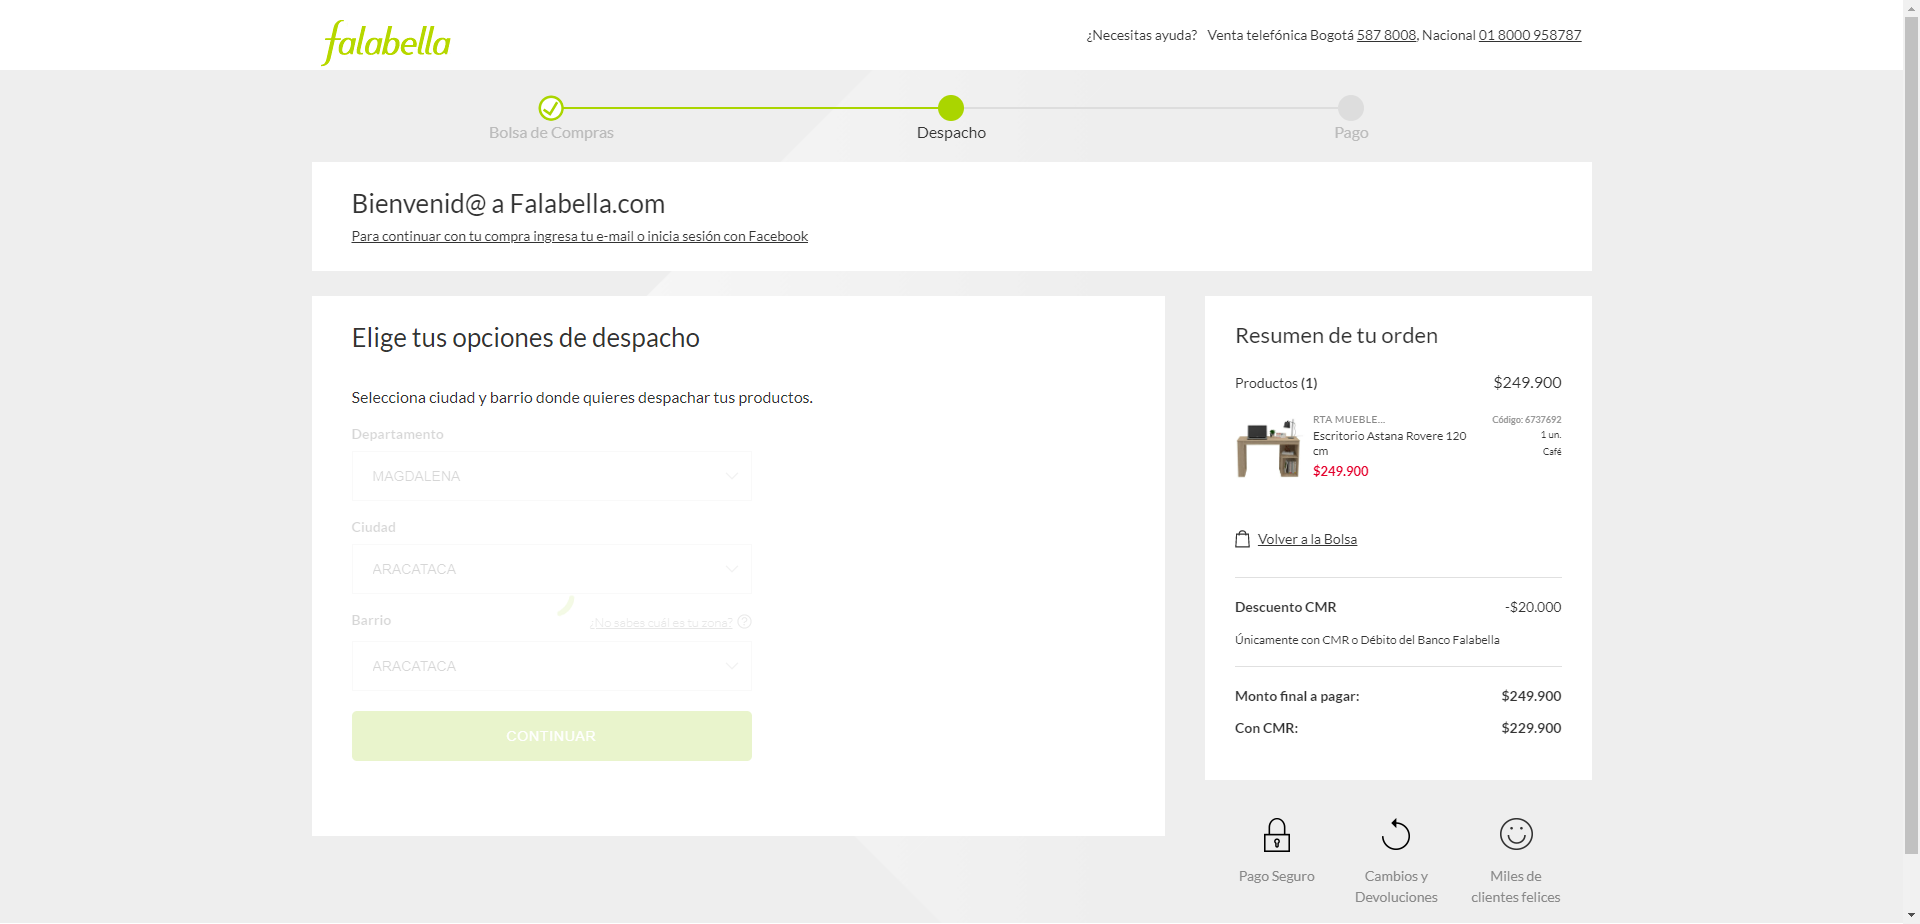 falabella
¿Necesitas ayuda? Venta telefónica Bogotá 587 8008, Nacional 01 8000 958787
Bolsa de Compras
Despacho
Pago
Bienvenid@ a Falabella.com
Para continuar con tu compra ingresa tu e-mail o inicia sesión con Facebook
Elige tus opciones de despacho
Selecciona ciudad y barrio donde quieres despachar tus productos.
Departamento
MAGDALENA
Ciudad
ARACATACA
Barrio
¿No sabes cuál es tu zona? ?
ARACATACA
CONTINUAR
Resumen de tu orden
Productos (1) $249.900
RTA MUEBLE... Código: 6737692
Escritorio Astana Rovere 120 1 un.
cm Café
$249.900
Volver a la Bolsa
Descuento CMR -$20.000
Únicamente con CMR o Débito del Banco Falabella
Monto final a pagar: $249.900
Con CMR: $229.900
Pago Seguro
Cambios y
Devoluciones
Miles de
clientes felices